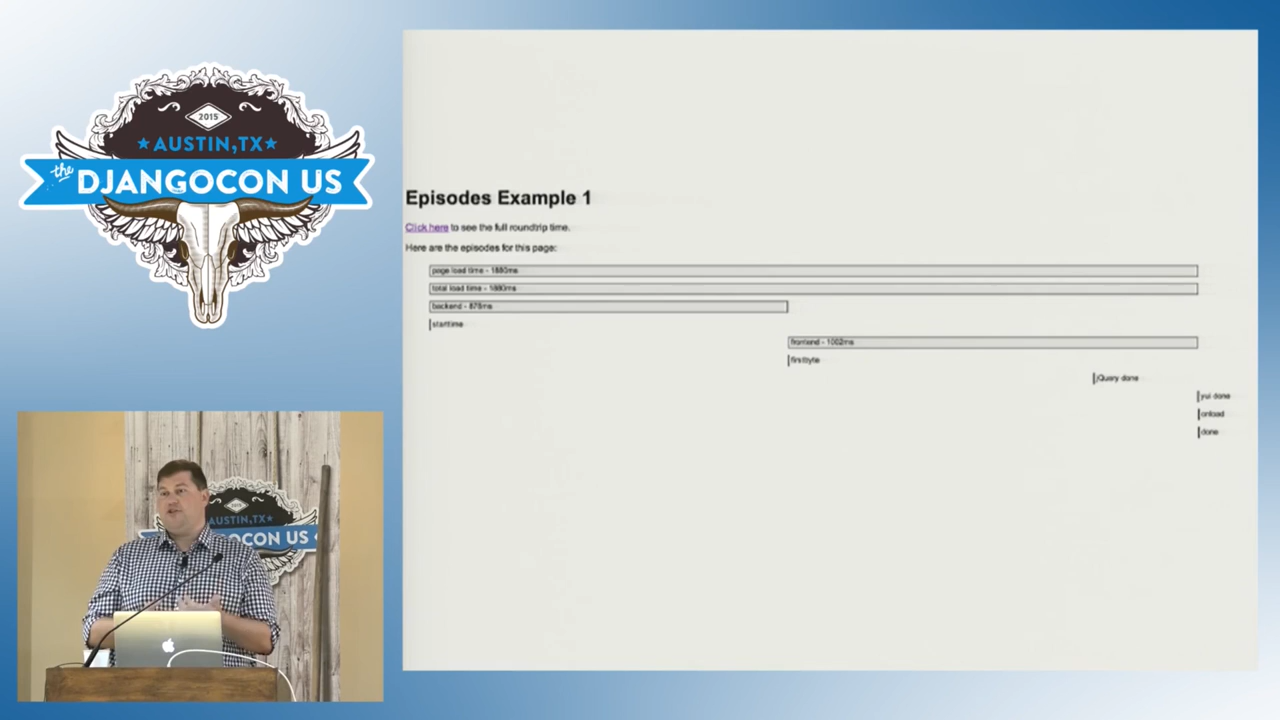 2015
AUSTIN,TX
the
DJANGOCON US
Episodes Example 1
Click here to see the full roundtrip time.
Here are the episodes for this page:
page load time - 1880ms
total load time - 1880ms
backend - 878ms
starttime
frontend - 1002ms
firstbyte
jQuery done
yui done
onload
done
2015
AUSTIN,TX
OCON US